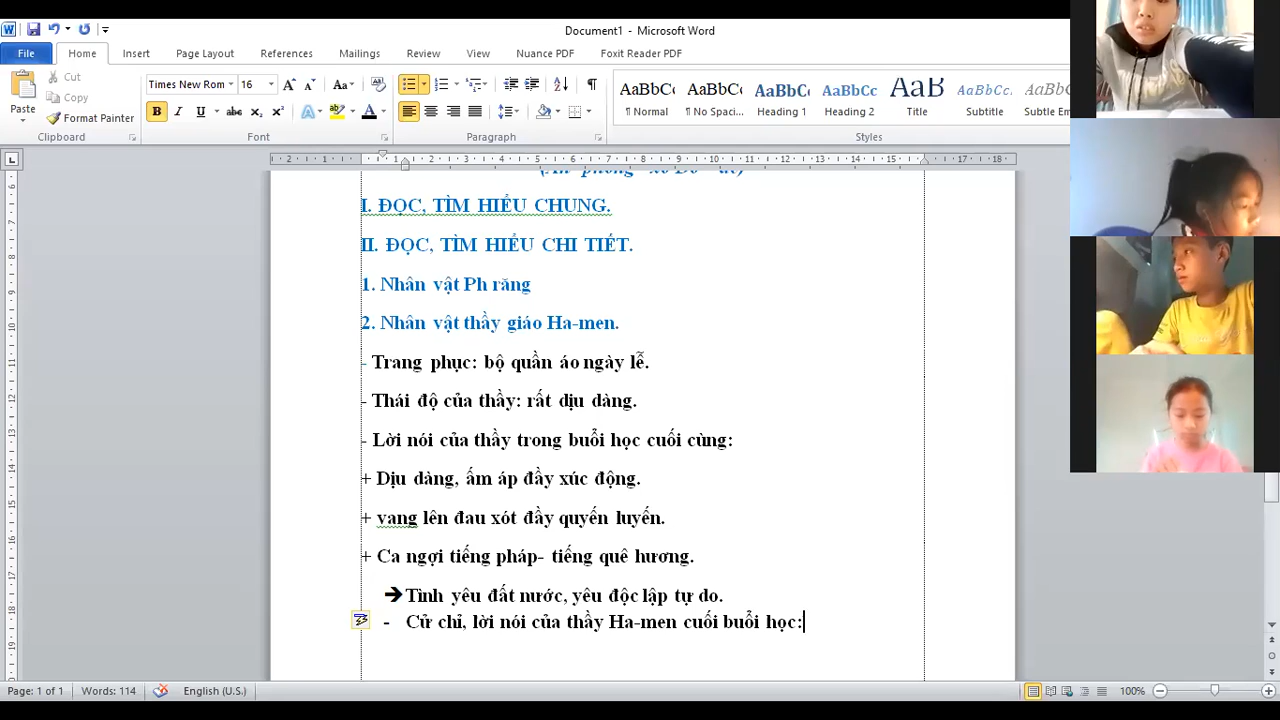 Document1 - Microsoft Word
File Home Insert Page Layout References Mailings Review View Nuance PDF Foxit Reader PDF
Paste
Cut
Copy
Format Painter
Clipboard
Times New Rom 16
Font
Paragraph
AaBbCc AaBbCc AaBbCc AaBbCc AaB AaBbCc AaBbCc
¶ Normal ¶ No Spaci... Heading 1 Heading 2 Title Subtitle Subtle Em
Styles
I. ĐỌC, TÌM HIỂU CHUNG.
II. ĐỌC, TÌM HIỂU CHI TIẾT.
1. Nhân vật Ph răng
2. Nhân vật thầy giáo Ha-men.
- Trang phục: bộ quần áo ngày lễ.
- Thái độ của thầy: rất dịu dàng.
- Lời nói của thầy trong buổi học cuối cùng:
+ Dịu dàng, ấm áp đầy xúc động.
+ vang lên đau xót đầy quyến luyến.
+ Ca ngợi tiếng pháp- tiếng quê hương.
➔ Tình yêu đất nước, yêu độc lập tự do.
- Cử chỉ, lời nói của thầy Ha-men cuối buổi học:
Page: 1 of 1 Words: 114 English (U.S.) 100%